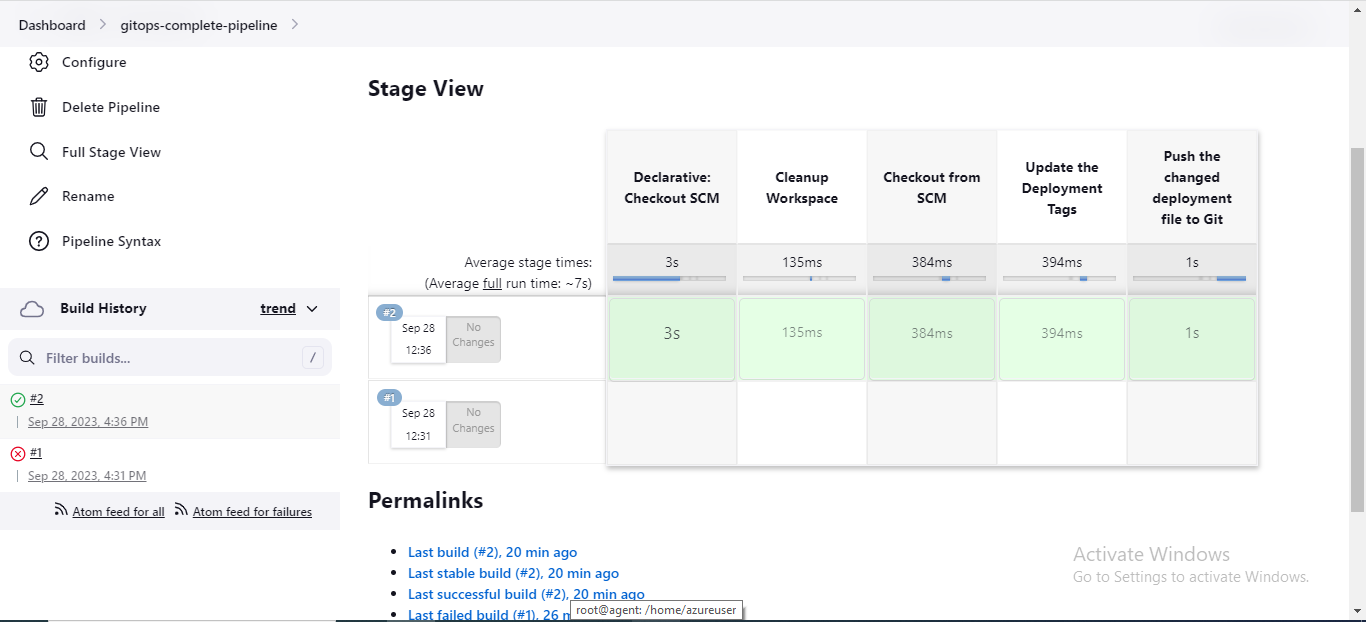 Dashboard > gitops-complete-pipeline >
Configure
Delete Pipeline
Full Stage View
Rename
Pipeline Syntax
Build History trend
Filter builds... /
#2
Sep 28, 2023, 4:36 PM
#1
Sep 28, 2023, 4:31 PM
Atom feed for all Atom feed for failures
Stage View
Declarative:
Checkout SCM
Cleanup
Workspace
Checkout from
SCM
Update the
Deployment
Tags
Push the
changed
deployment
file to Git
Average stage times:
(Average full run time: ~7s)
3s 135ms 384ms 394ms 1s
#2
Sep 28
12:36
No
Changes
3s 135ms 384ms 394ms 1s
#1
Sep 28
12:31
No
Changes
Permalinks
Last build (#2), 20 min ago
Last stable build (#2), 20 min ago
Last successful build (#2), 20 min ago
Last failed build (#1), 26
root@agent: /home/azureuser
Activate Windows
Go to Settings to activate Windows.